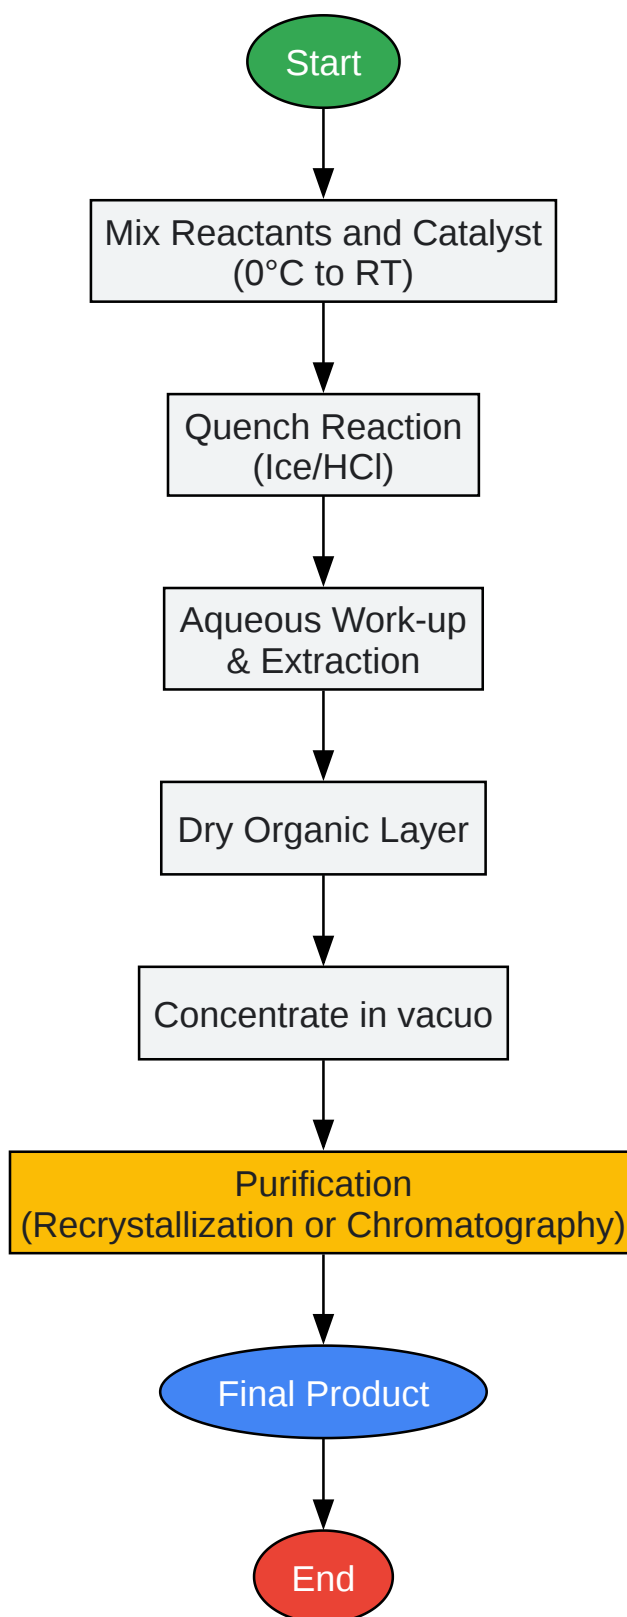 Start
Mix Reactants and Catalyst
(0°C to RT)
Quench Reaction
(Ice/HCl)
Aqueous Work-up
& Extraction
Dry Organic Layer
Concentrate in vacuo
Purification
(Recrystallization or Chromatography)
Final Product
End